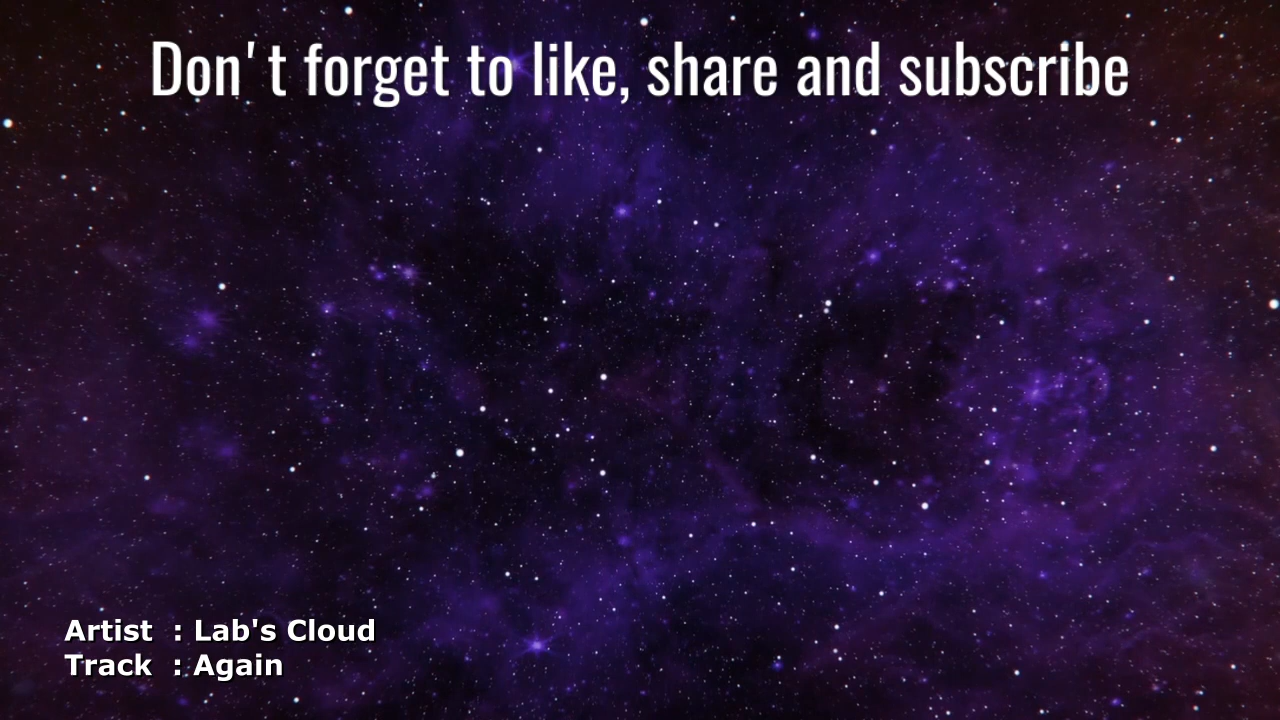 Don't forget to like, share and subscribe
Artist : Lab's Cloud
Track : Again